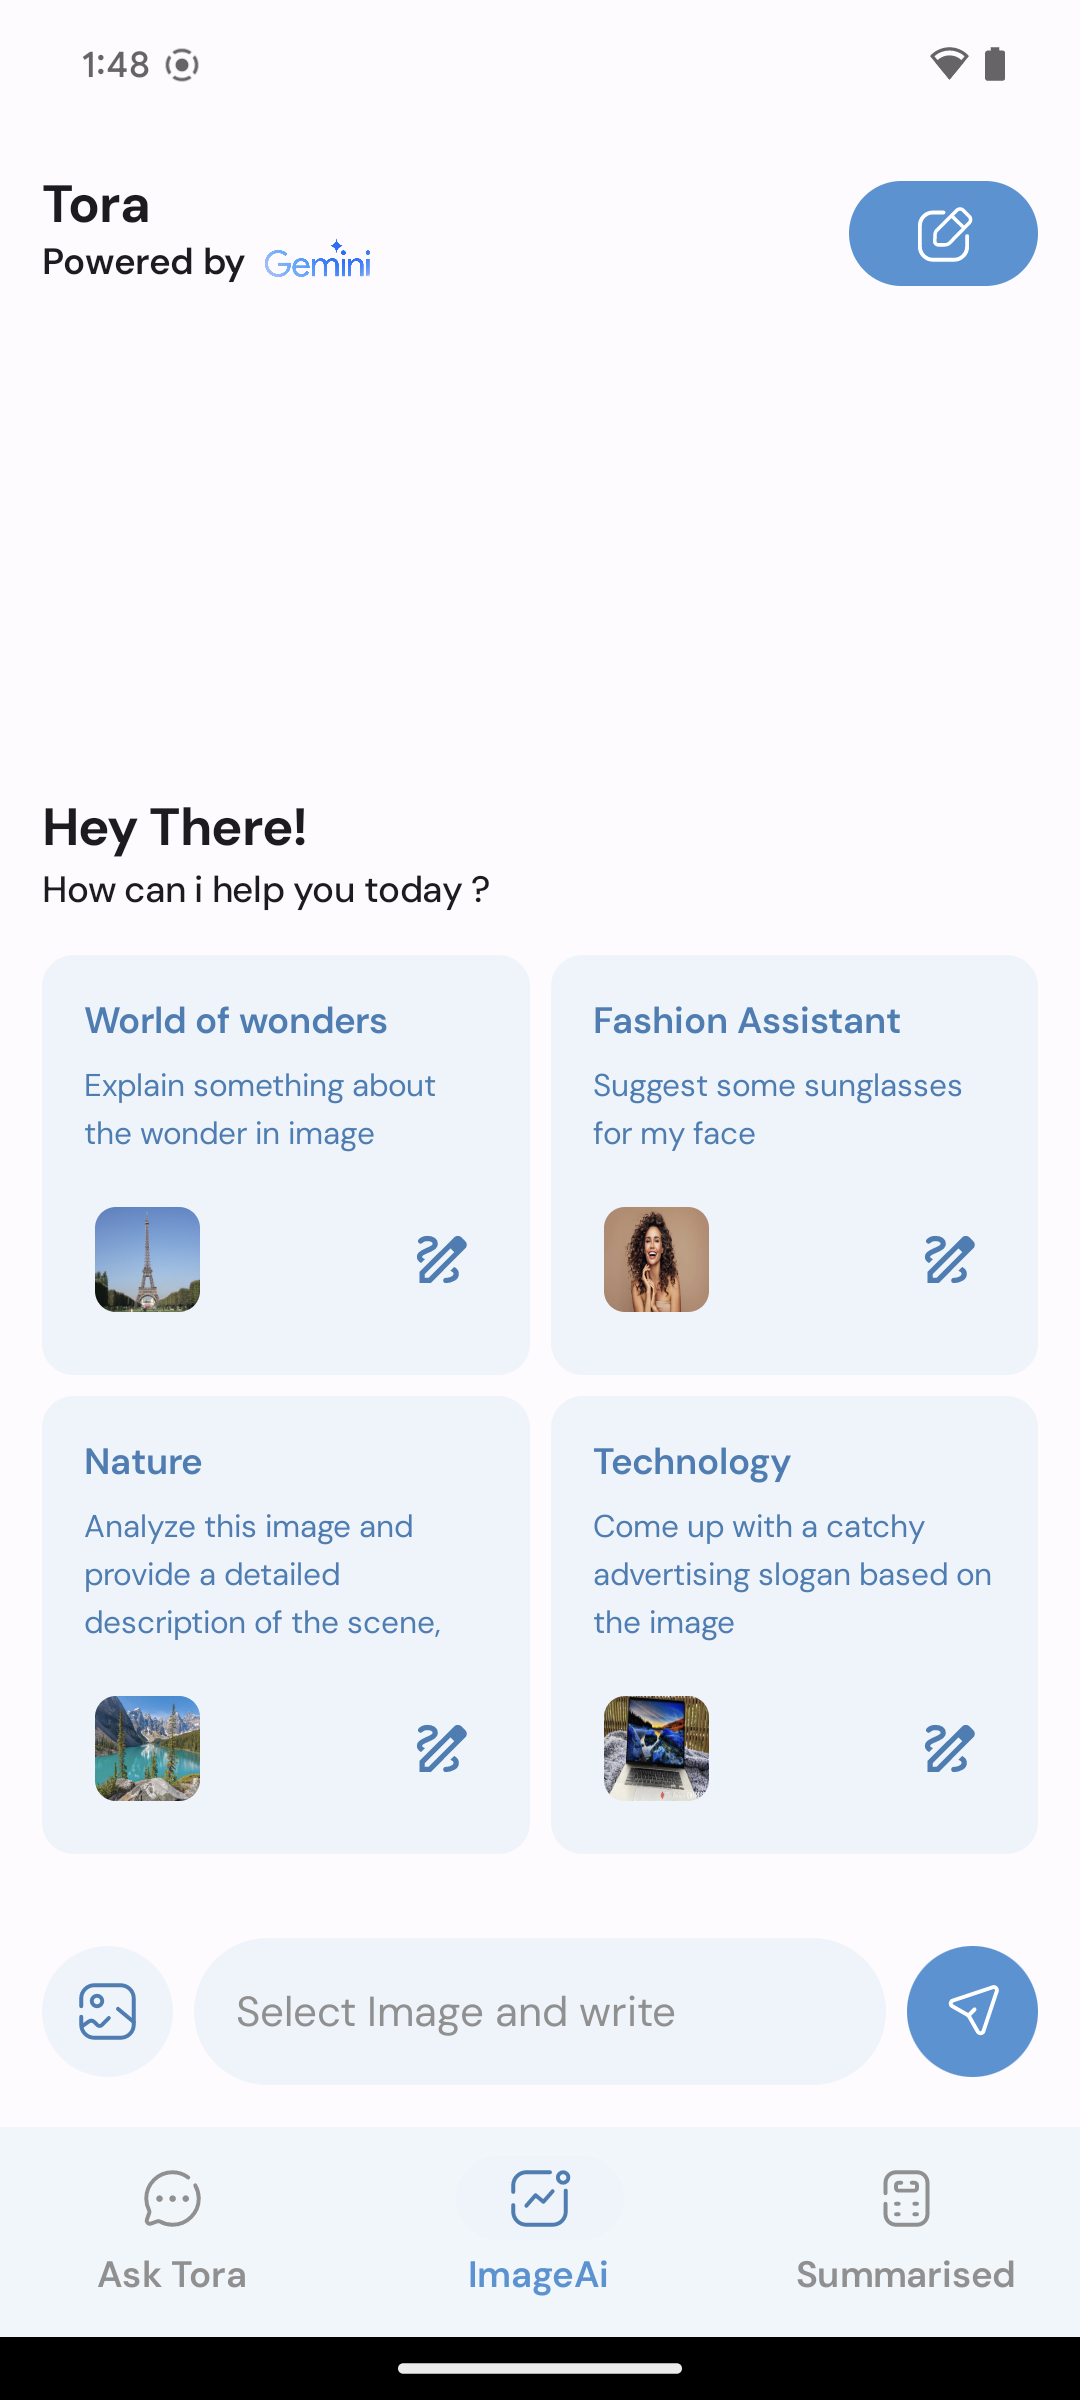 1:48
Tora
Powered by Gemini
Hey There!
How can i help you today ?
World of wonders
Explain something about
the wonder in image
Fashion Assistant
Suggest some sunglasses
for my face
Nature
Analyze this image and
provide a detailed
description of the scene,
Technology
Come up with a catchy
advertising slogan based on
the image
Select Image and write
Ask Tora
ImageAi
Summarised